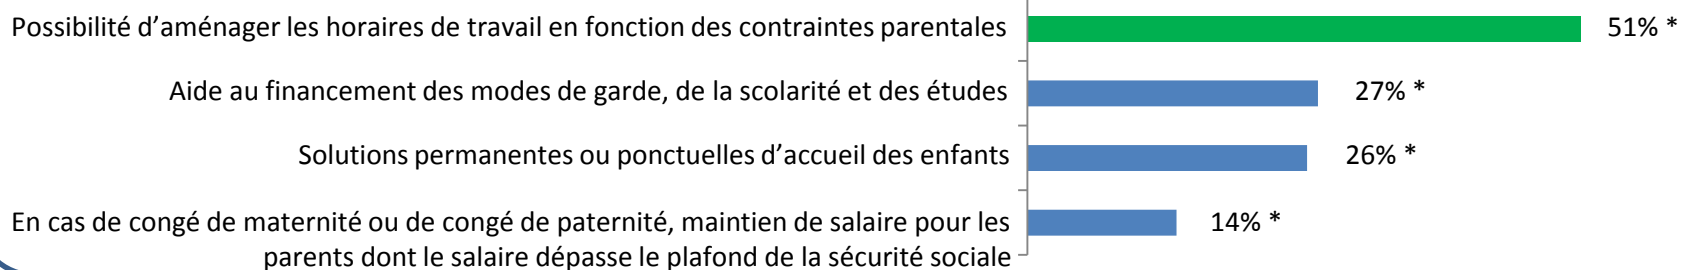 Possibilité d’aménager les horaires de travail en fonction des contraintes parentales 51% *
Aide au financement des modes de garde, de la scolarité et des études 27% *
Solutions permanentes ou ponctuelles d’accueil des enfants 26% *
En cas de congé de maternité ou de congé de paternité, maintien de salaire pour les 14% *
parents dont le salaire dépasse le plafond de la sécurité sociale